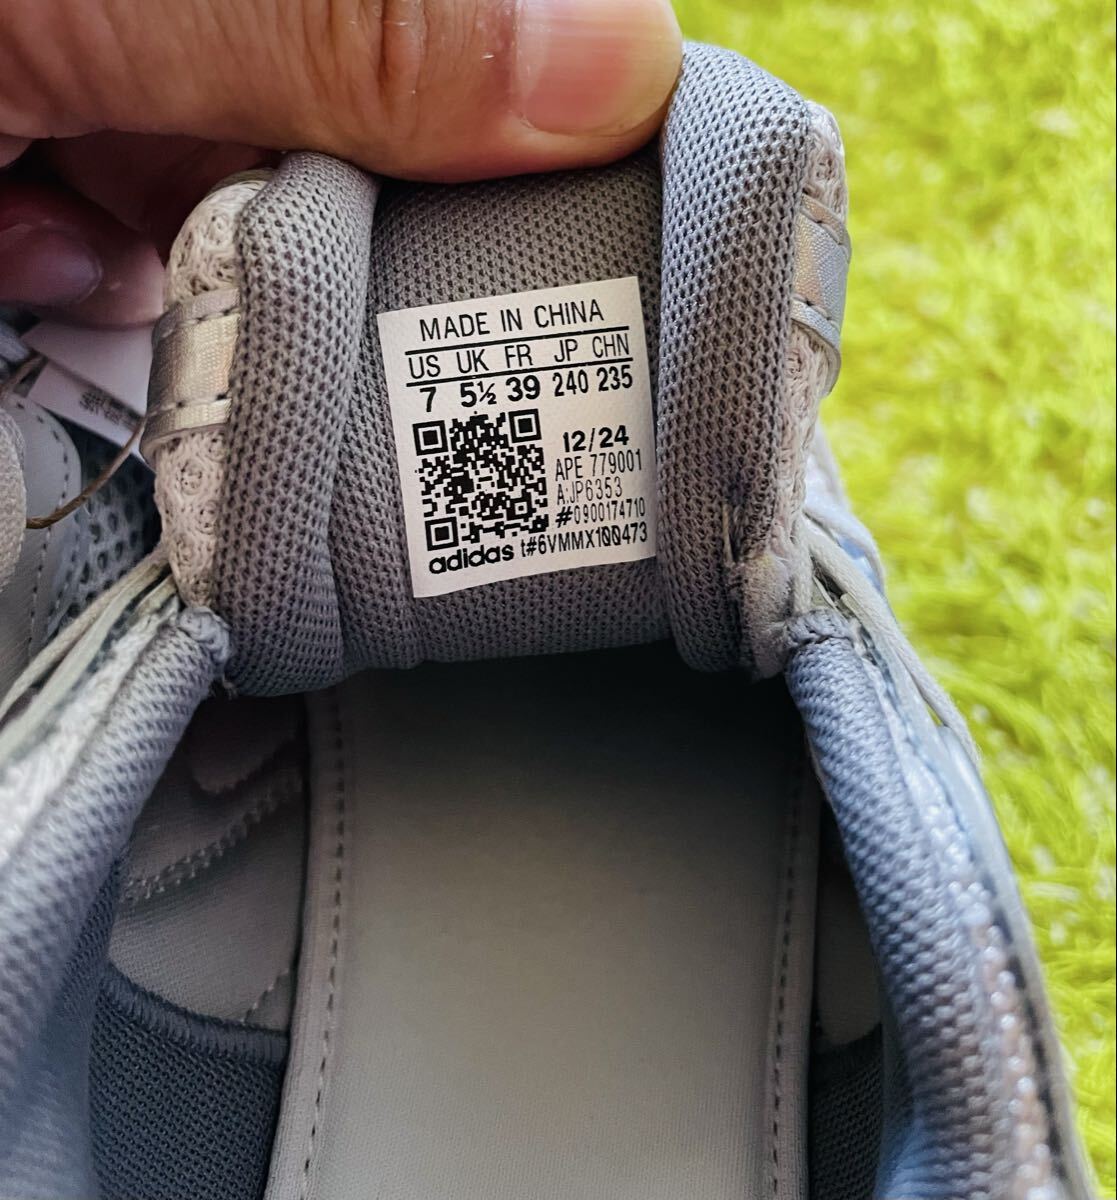 MADE IN CHINA
US UK FR JP CHN
7 5½ 39 240 235
12/24
APE 779001
A:JP6353
#0900174710
adidas t#6VMMX100473